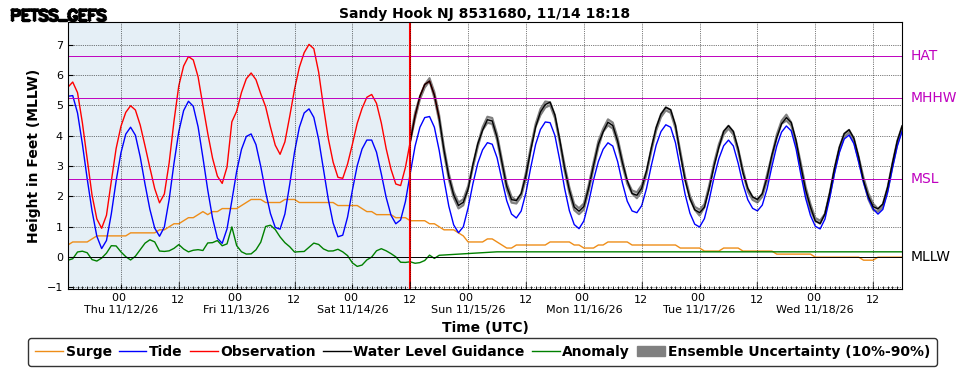 PETSS_GEFS
Sandy Hook NJ 8531680, 11/14 18:18
Height in Feet (MLLW)
7
6
5
4
3
2
1
0
−1
HAT
MHHW
MSL
MLLW
00 12 00 12 00 12 00 12 00 12 00 12 00 12
Thu 11/12/26 Fri 11/13/26 Sat 11/14/26 Sun 11/15/26 Mon 11/16/26 Tue 11/17/26 Wed 11/18/26
Time (UTC)
Surge Tide Observation Water Level Guidance Anomaly Ensemble Uncertainty (10%-90%)